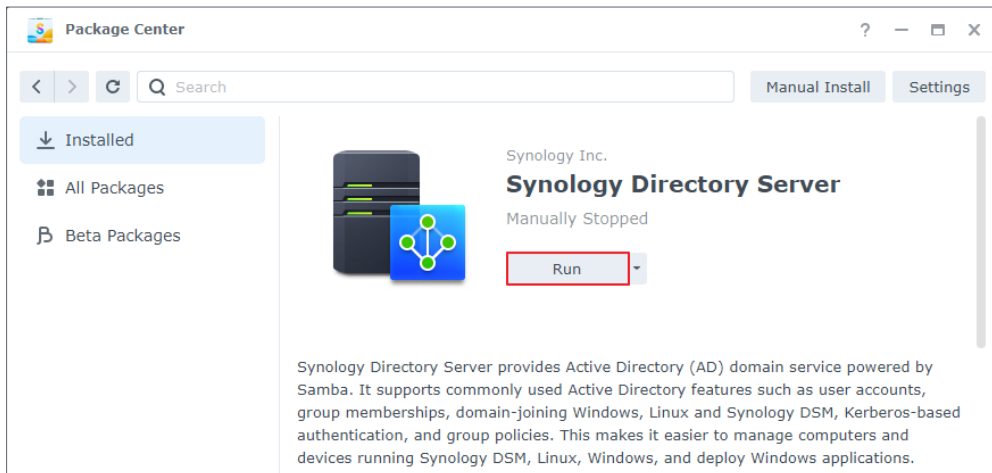 Package Center
?
Search
Manual Install
Settings
Installed
All Packages
Beta Packages
Synology Inc.
Synology Directory Server
Manually Stopped
Run
Synology Directory Server provides Active Directory (AD) domain service powered by
Samba. It supports commonly used Active Directory features such as user accounts,
group memberships, domain-joining Windows, Linux and Synology DSM, Kerberos-based
authentication, and group policies. This makes it easier to manage computers and
devices running Synology DSM, Linux, Windows, and deploy Windows applications.